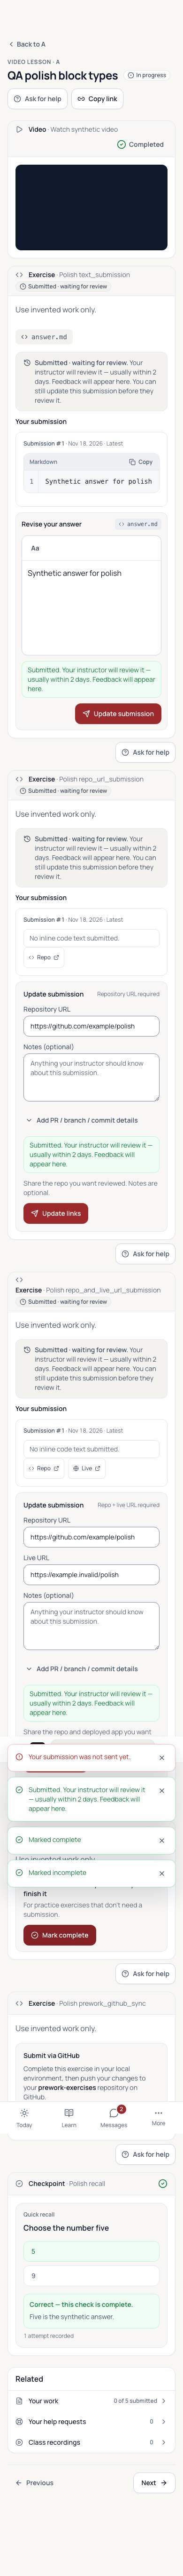 Back to A
VIDEO LESSON · A
QA polish block types
In progress
Ask for help
Copy link
Video · Watch synthetic video
Completed
Exercise · Polish text_submission
Submitted · waiting for review
Use invented work only.
answer.md
Submitted · waiting for review. Your
instructor will review it — usually within 2
days. Feedback will appear here. You can
still update this submission before they
review it.
Your submission
Submission #1 · Nov 18, 2026 · Latest
Markdown
Copy
1 Synthetic answer for polish
Revise your answer
answer.md
Aa
Synthetic answer for polish
Submitted. Your instructor will review it —
usually within 2 days. Feedback will appear
here.
Update submission
Ask for help
Exercise · Polish repo_url_submission
Submitted · waiting for review
Use invented work only.
Submitted · waiting for review. Your
instructor will review it — usually within 2
days. Feedback will appear here. You can
still update this submission before they
review it.
Your submission
Submission #1 · Nov 18, 2026 · Latest
No inline code text submitted.
Repo
Update submission
Repository URL required
Repository URL
https://github.com/example/polish
Notes (optional)
Anything your instructor should know
about this submission.
Add PR / branch / commit details
Submitted. Your instructor will review it —
usually within 2 days. Feedback will
appear here.
Share the repo you want reviewed. Notes are
optional.
Update links
Ask for help
Exercise · Polish repo_and_live_url_submission
Submitted · waiting for review
Use invented work only.
Submitted · waiting for review. Your
instructor will review it — usually within 2
days. Feedback will appear here. You can
still update this submission before they
review it.
Your submission
Submission #1 · Nov 18, 2026 · Latest
No inline code text submitted.
Repo
Live
Update submission
Repo + live URL required
Repository URL
https://github.com/example/polish
Live URL
https://example.invalid/polish
Notes (optional)
Anything your instructor should know
about this submission.
Add PR / branch / commit details
Submitted. Your instructor will review it —
usually within 2 days. Feedback will
appear here.
Share the repo and deployed app you want
Your submission was not sent yet.
Submitted. Your instructor will review it
— usually within 2 days. Feedback will
appear here.
Marked complete
Use invented work only.
Marked incomplete
finish it
For practice exercises that don't need a
submission.
Mark complete
Ask for help
Exercise · Polish prework_github_sync
Use invented work only.
Submit via GitHub
Complete this exercise in your local
environment, then push your changes to
your prework-exercises repository on
GitHub.
Today
Learn
2
Messages
More
Ask for help
Checkpoint · Polish recall
Quick recall
Choose the number five
5
9
Correct — this check is complete.
Five is the synthetic answer.
1 attempt recorded
Related
Your work
0 of 5 submitted
Your help requests
0
Class recordings
0
Previous
Next